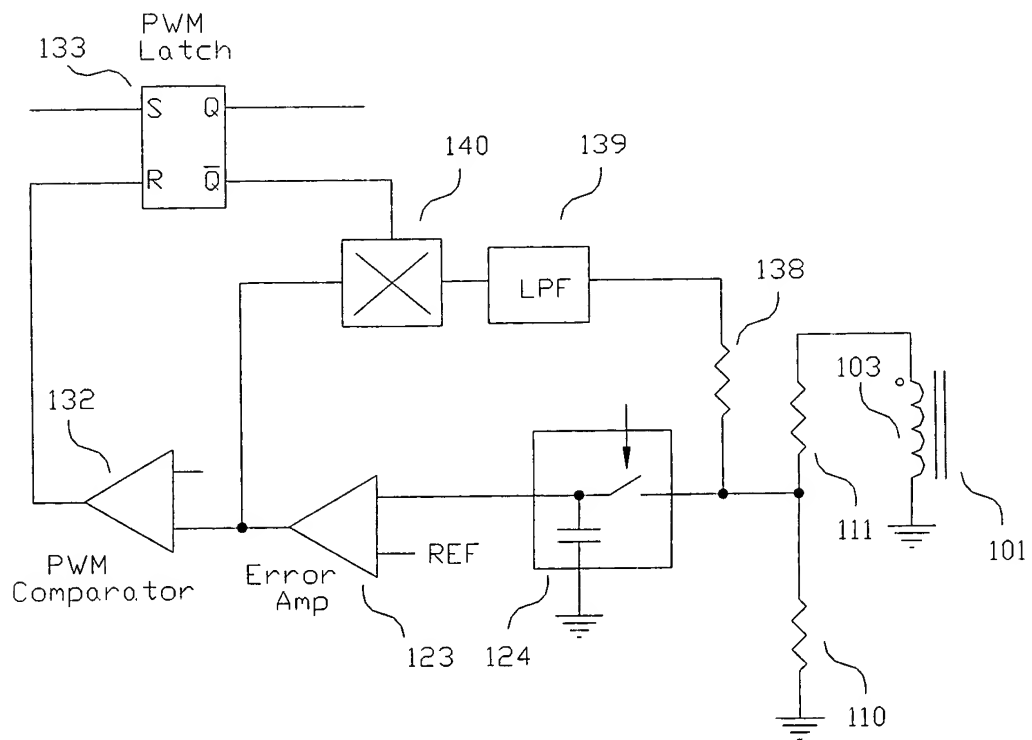 PWM
Latch
133
S Q
R Q̅
140
139
LPF
138
103
132
111
101
REF
PWM
Comparator
Error
Amp
123
124
110